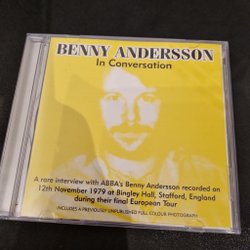 BENNY ANDERSSON
In Conversation
A rare interview with ABBA's Benny Andersson recorded on
12th November 1979 at Bingley Hall, Stafford, England
during their final European Tour
INCLUDES A PREVIOUSLY UNPUBLISHED FULL COLOUR PHOTOGRAPH